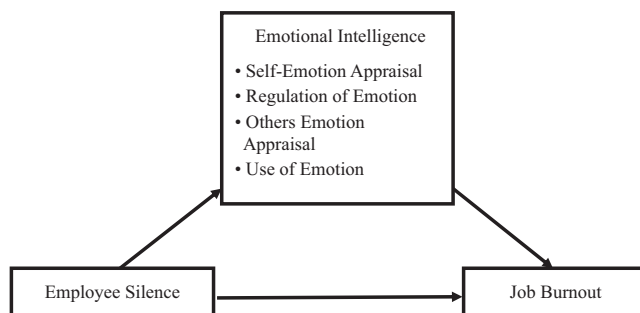 Emotional Intelligence
• Self-Emotion Appraisal
• Regulation of Emotion
• Others Emotion
Appraisal
• Use of Emotion
Employee Silence
Job Burnout